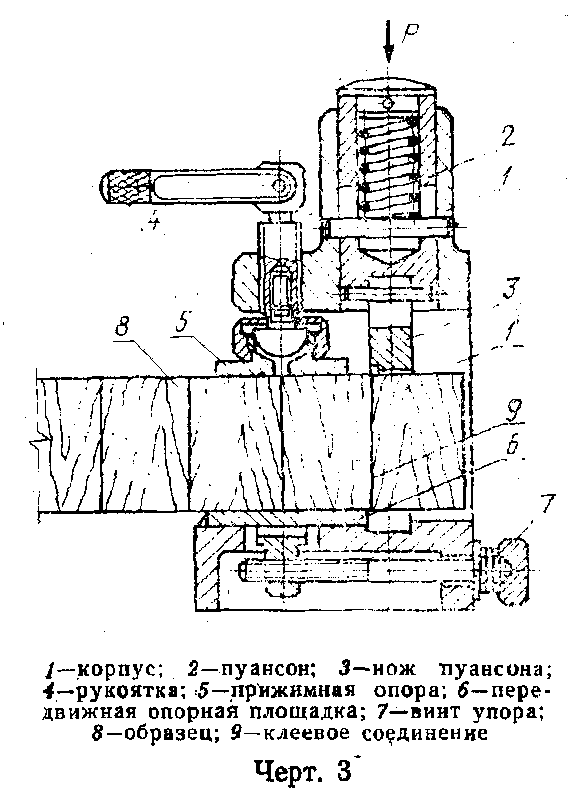 P
2
1
4
3
8
5
1
9
6
7
1—корпус; 2—пуансон; 3—нож пуансона;
4—рукоятка; 5—прижимная опора; 6—пере-
движная опорная площадка; 7—винт упора;
8—образец; 9—клеевое соединение
Черт. 3